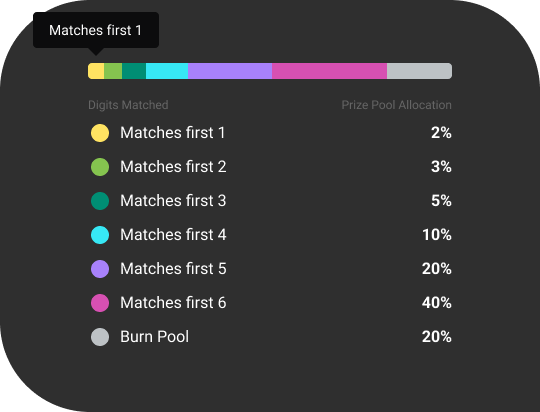 Matches first 1
Digits Matched Prize Pool Allocation
Matches first 1 2%
Matches first 2 3%
Matches first 3 5%
Matches first 4 10%
Matches first 5 20%
Matches first 6 40%
Burn Pool 20%